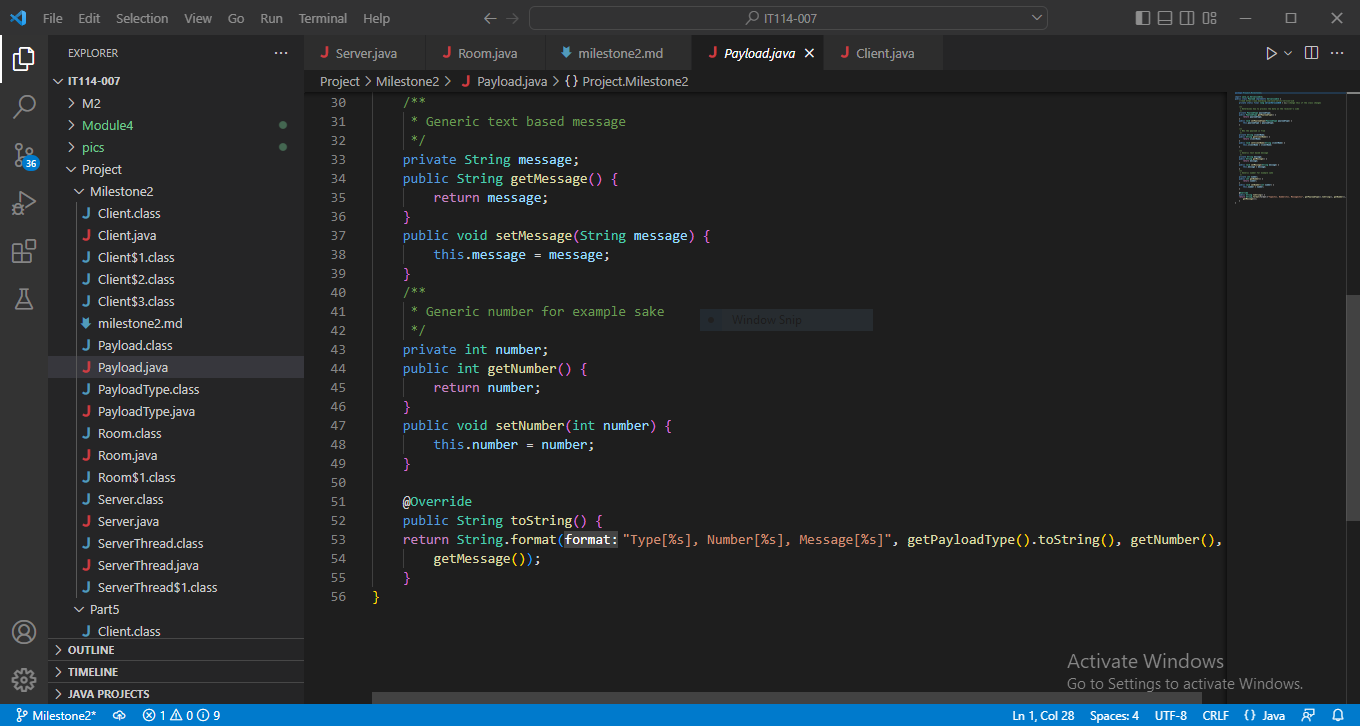 File Edit Selection View Go Run Terminal Help
IT114-007
EXPLORER
Server.java
Room.java
milestone2.md
Payload.java
Client.java
Project > Milestone2 > Payload.java > {} Project.Milestone2
IT114-007
M2
Module4
pics
Project
Milestone2
Client.class
Client.java
Client$1.class
Client$2.class
Client$3.class
milestone2.md
Payload.class
Payload.java
PayloadType.class
PayloadType.java
Room.class
Room.java
Room$1.class
Server.class
Server.java
ServerThread.class
ServerThread.java
ServerThread$1.class
Part5
Client.class
OUTLINE
TIMELINE
JAVA PROJECTS
36
30 /**
31 * Generic text based message
32 */
33 private String message;
34 public String getMessage() {
35 return message;
36 }
37 public void setMessage(String message) {
38 this.message = message;
39 }
40 /**
41 * Generic number for example sake
42 */
43 private int number;
44 public int getNumber() {
45 return number;
46 }
47 public void setNumber(int number) {
48 this.number = number;
49 }
50
51 @Override
52 public String toString() {
53 return String.format(format: "Type[%s], Number[%s], Message[%s]", getPayloadType().toString(), getNumber(),
54 getMessage());
55 }
56 }
Window Snip
Activate Windows
Go to Settings to activate Windows.
Milestone2* 1 0 9
Ln 1, Col 28 Spaces: 4 UTF-8 CRLF {} Java